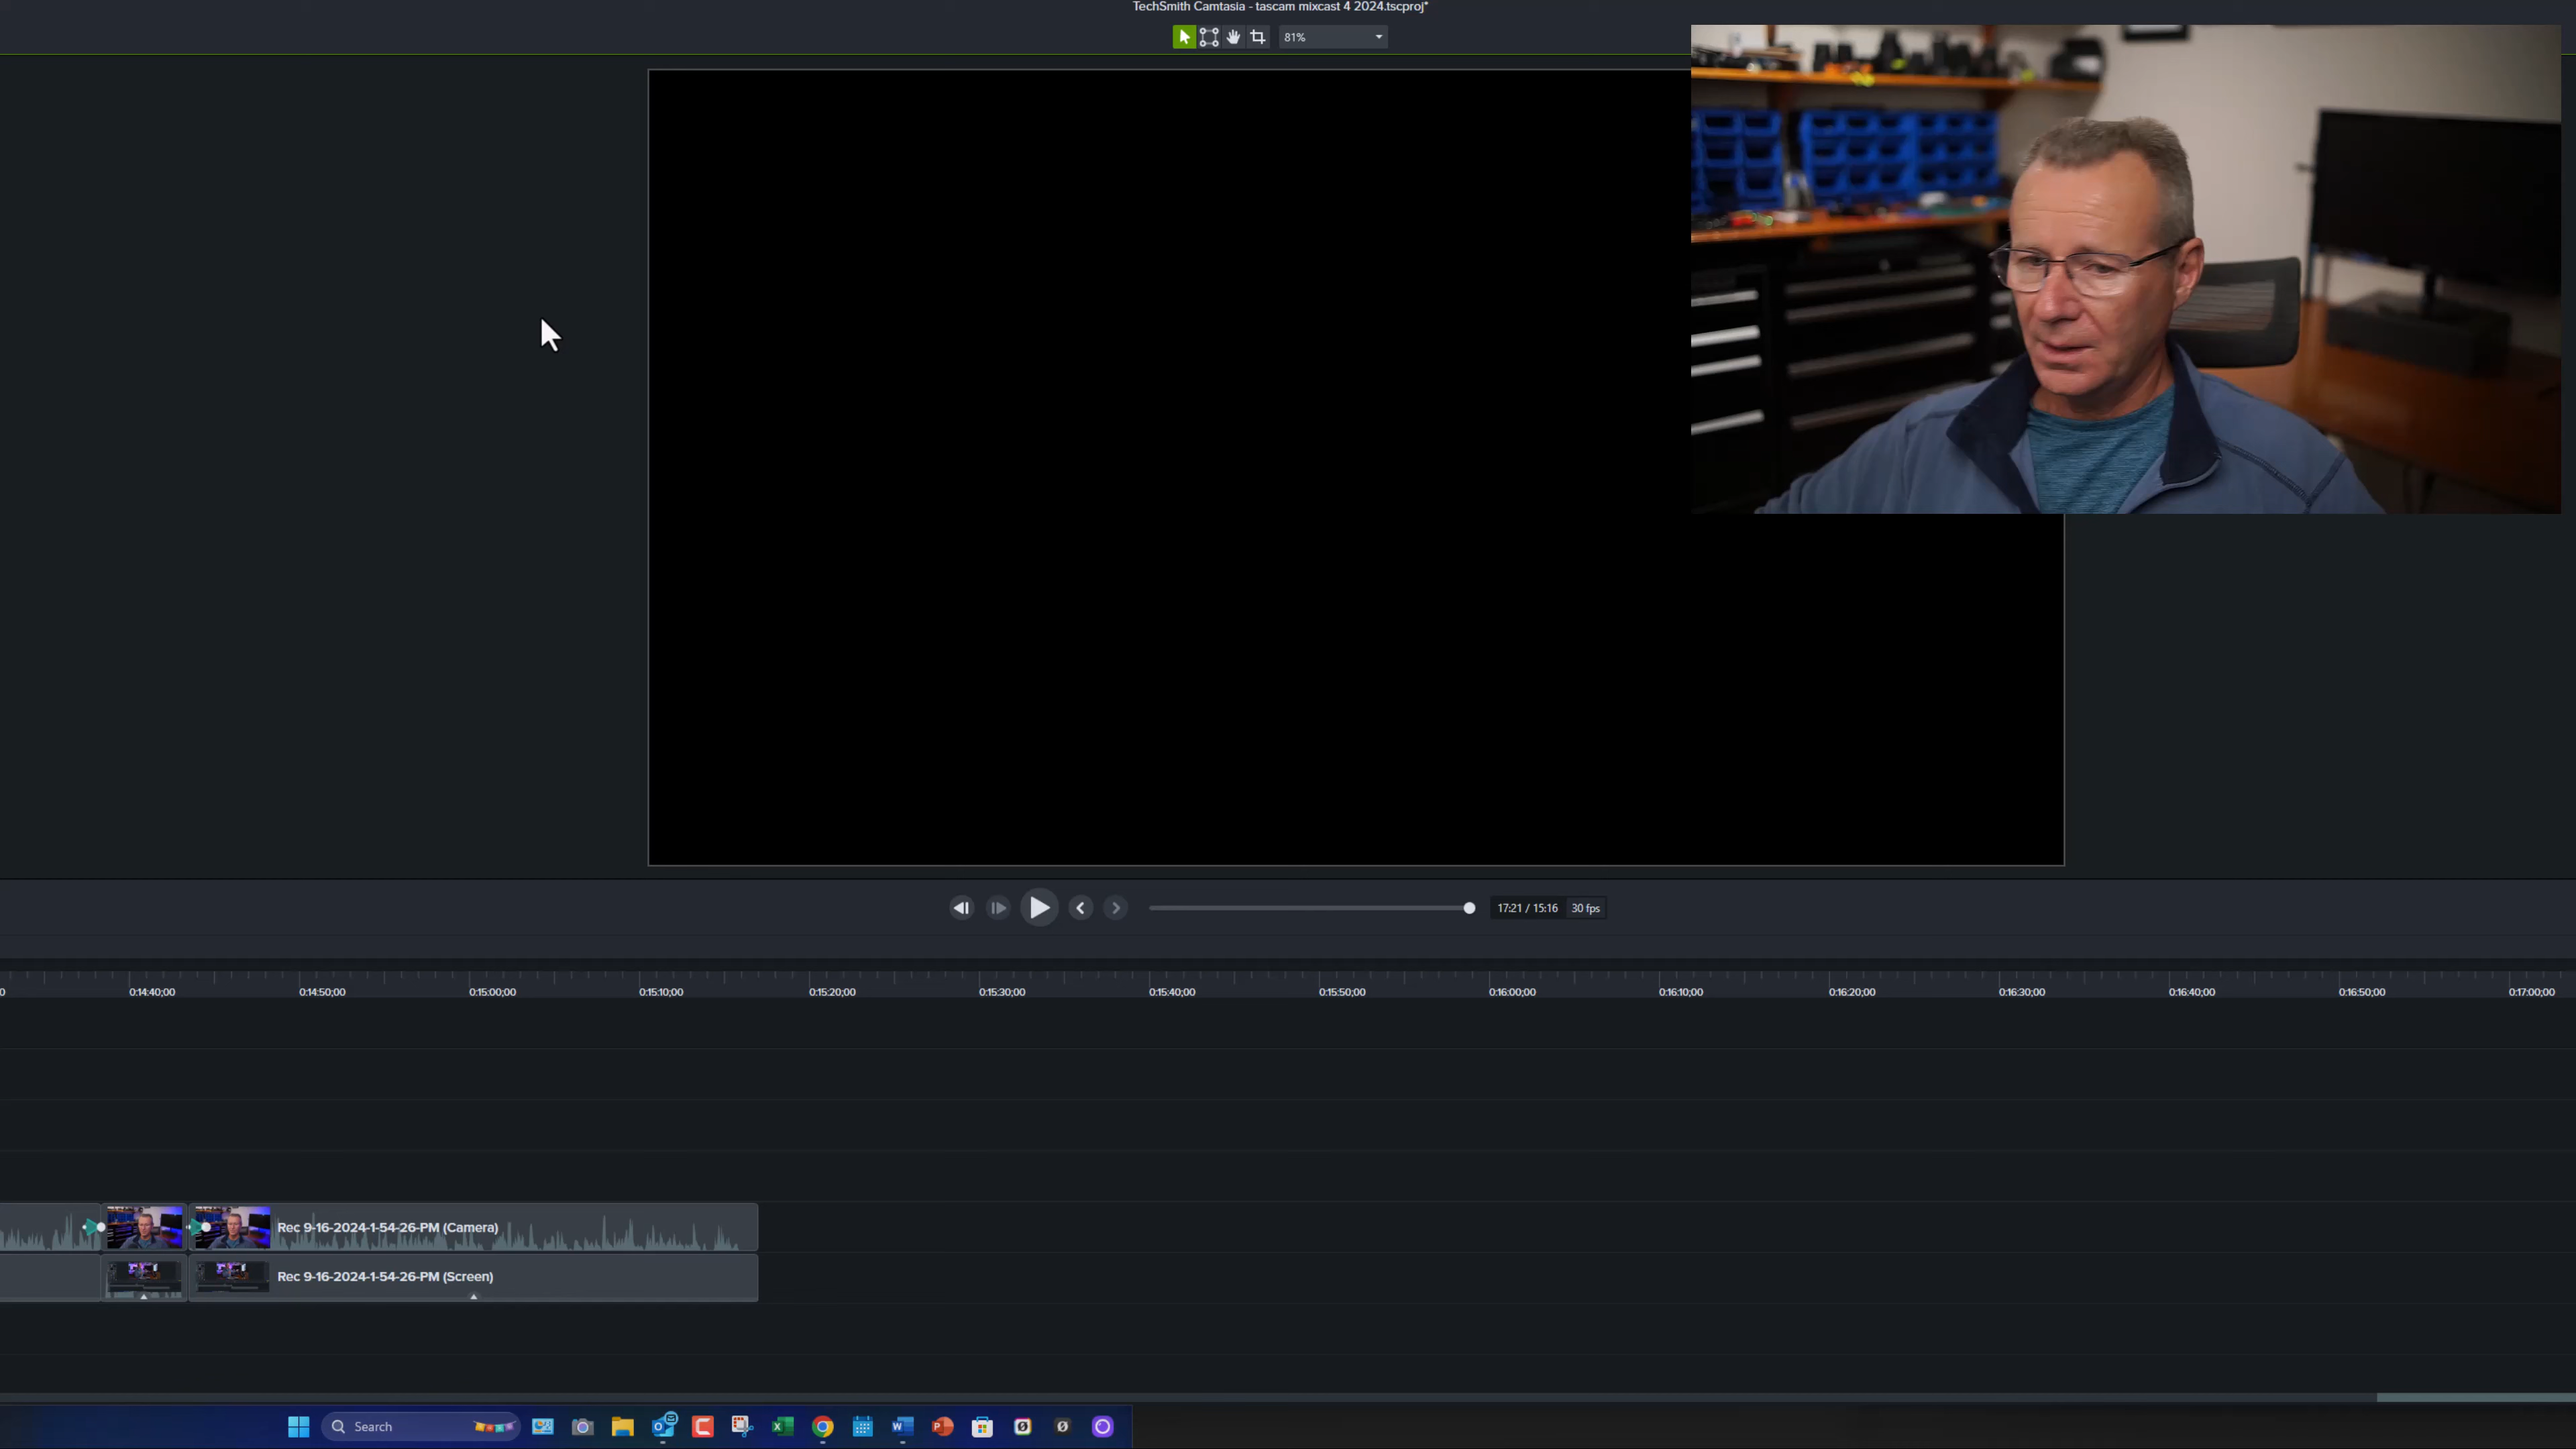 TechSmith Camtasia - tascam mixcast 4 2024.tscproj*
81%
17:21 / 15:16
30 fps
0:14:40;00
0:14:50;00
0:15:00;00
0:15:10;00
0:15:20;00
0:15:30;00
0:15:40;00
0:15:50;00
0:16:00;00
0:16:10;00
0:16:20;00
0:16:30;00
0:16:40;00
0:16:50;00
0:17:00;00
Rec 9-16-2024-1-54-26-PM (Camera)
Rec 9-16-2024-1-54-26-PM (Screen)
Search